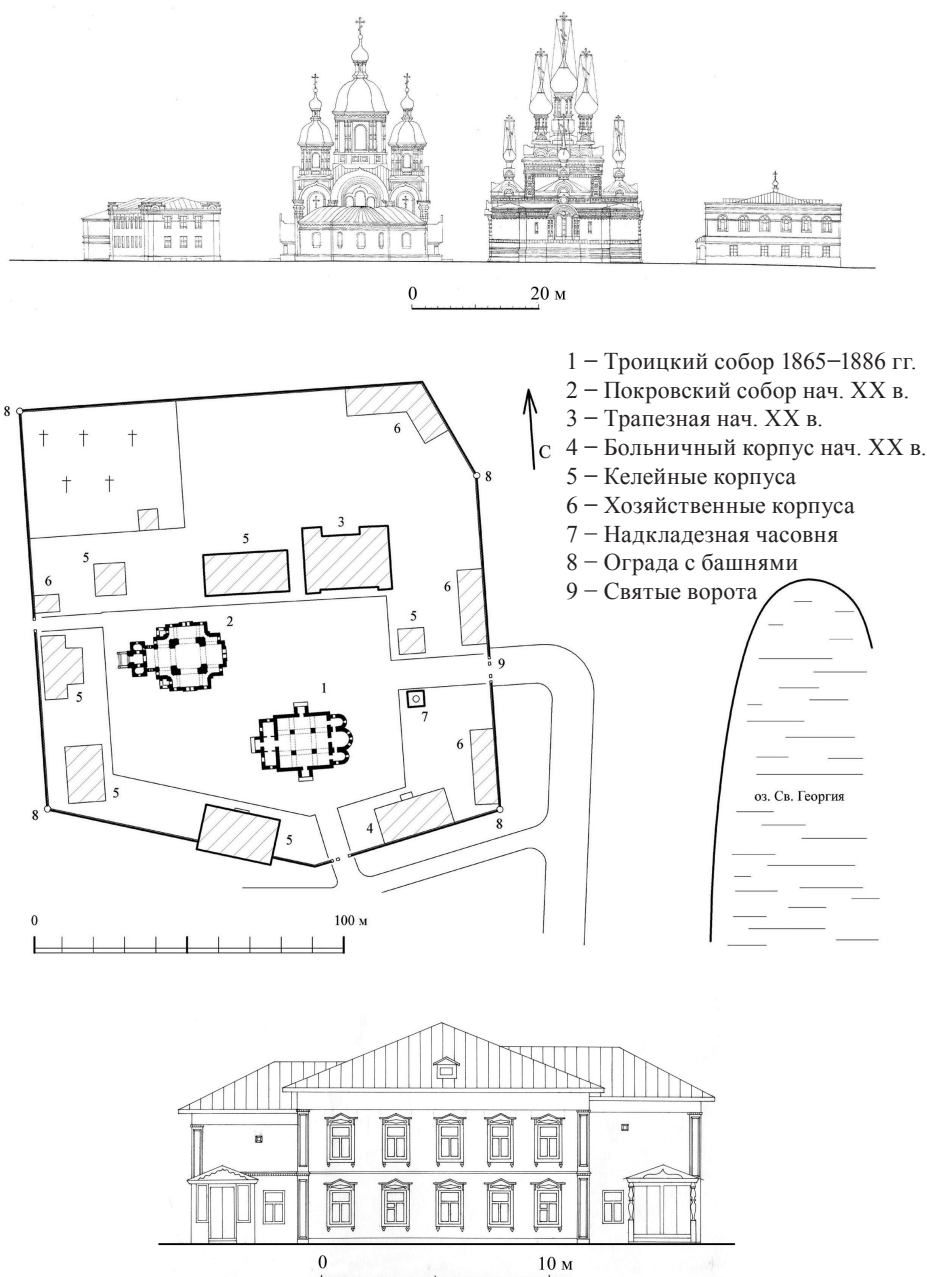 0 20 м
1 – Троицкий собор 1865–1886 гг.
2 – Покровский собор нач. XX в.
3 – Трапезная нач. XX в.
4 – Больничный корпус нач. XX в.
5 – Келейные корпуса
6 – Хозяйственные корпуса
7 – Надкладезная часовня
8 – Ограда с башнями
9 – Святые ворота
С
8
6
8
3
5
5
6
6
2
5
9
1
7
5
6
5
оз. Св. Георгия
8
8
5
4
0 100 м
0 10 м